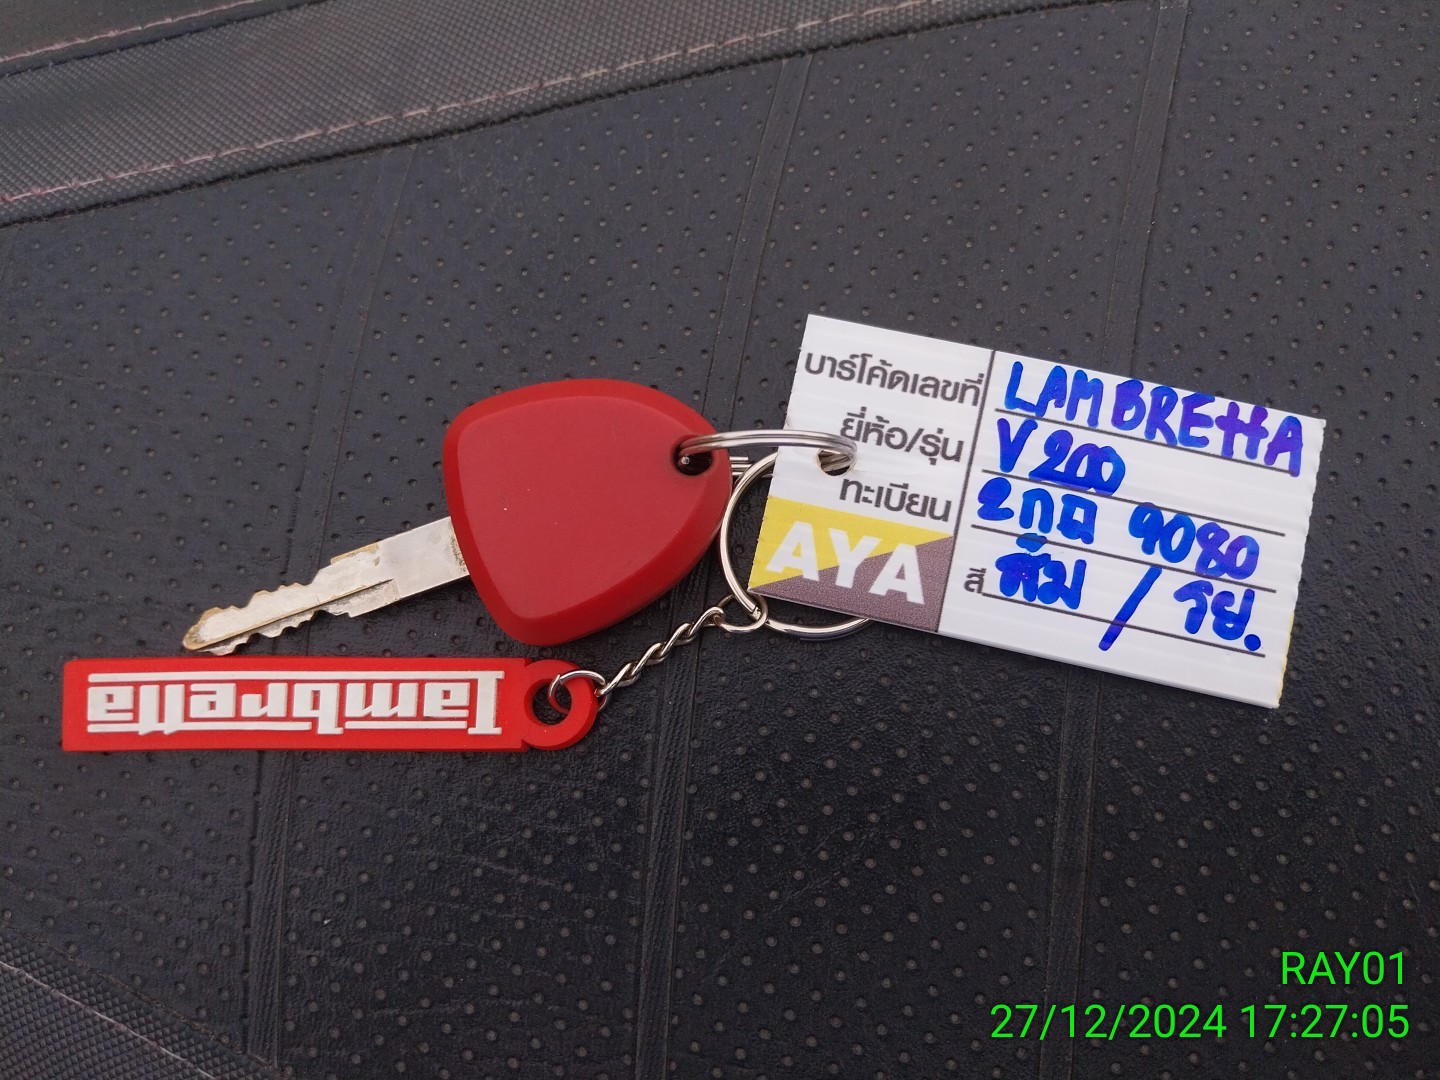 บาร์โค้ดเลขที่ LAMBRETTA
ยี่ห้อ/รุ่น V200
ทะเบียน 2กฉ 9080
สี ส้ม / รย.
AYA
Lambretta
RAY01
27/12/2024 17:27:05